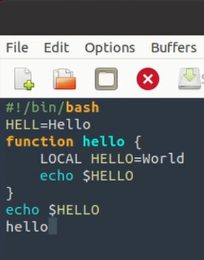 File Edit Options Buffers
#!/bin/bash
HELL=Hello
function hello {
    LOCAL HELLO=World
    echo $HELLO
}
echo $HELLO
hello